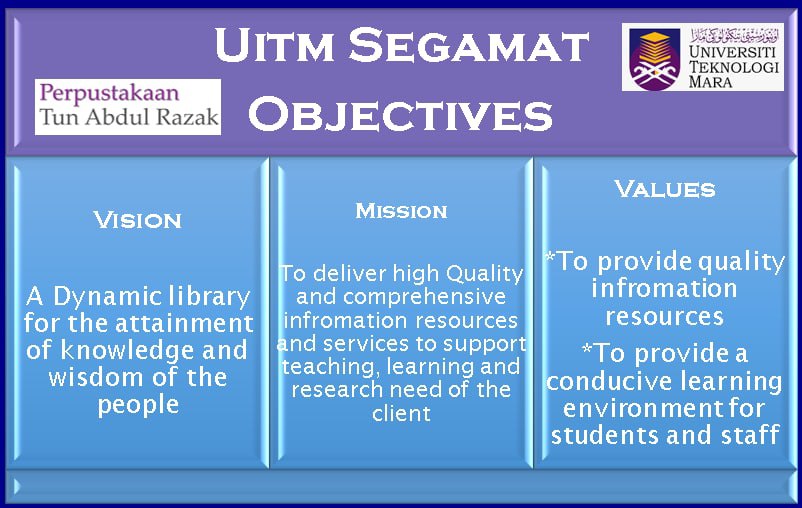 UITM SEGAMAT
OBJECTIVES
Perpustakaan
Tun Abdul Razak
UNIVERSITI
TEKNOLOGI
MARA
VISION
A Dynamic library
for the attainment
of knowledge and
wisdom of the
people
MISSION
To deliver high Quality
and comprehensive
infromation resources
and services to support
teaching, learning and
research need of the
client
VALUES
*To provide quality
infromation
resources
*To provide a
conducive learning
environment for
students and staff